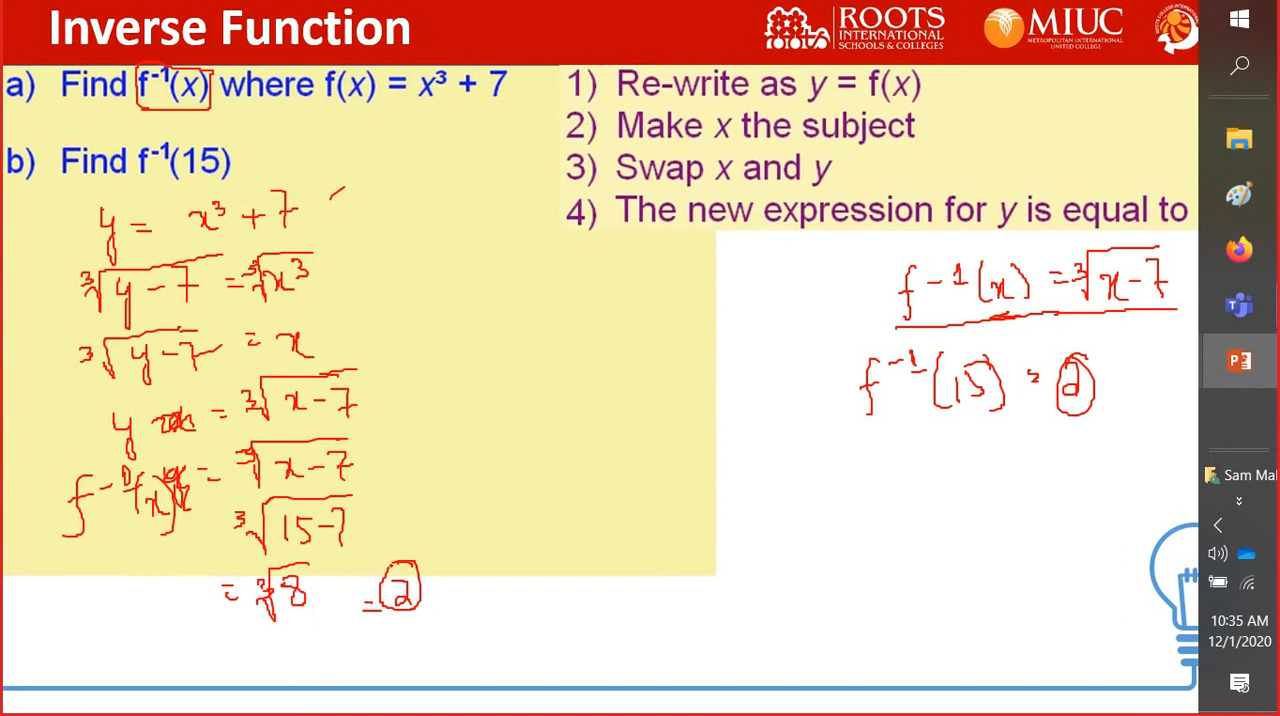 Inverse Function
ROOTS
INTERNATIONAL
SCHOOLS & COLLEGES
MIUC
METROPOLITAN INTERNATIONAL
UNITED COLLEGE
a) Find f⁻¹(x) where f(x) = x³ + 7
b) Find f⁻¹(15)
1) Re-write as y = f(x)
2) Make x the subject
3) Swap x and y
4) The new expression for y is equal to
y = x³ + 7
∛(y - 7) = ∛x³
∛(y - 7) = x
y = ∛(x - 7)
f⁻¹(x) = ∛(x - 7)
∛(15 - 7)
= ∛8 = 2
f⁻¹(x) = ∛(x - 7)
f⁻¹(15) = 2
Sam Mal
10:35 AM
12/1/2020